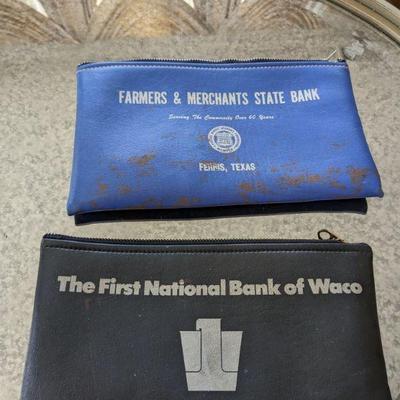 FARMERS & MERCHANTS STATE BANK
Serving The Community Over 60 Years
FERRIS, TEXAS
The First National Bank of Waco